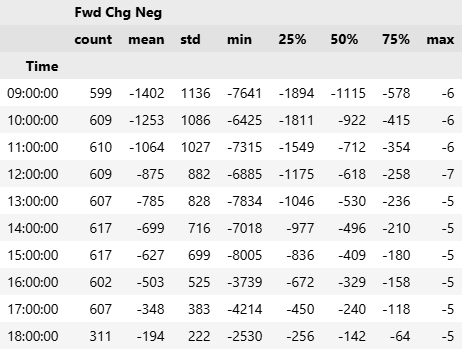 Fwd Chg Neg
count mean std min 25% 50% 75% max
Time
09:00:00 599 -1402 1136 -7641 -1894 -1115 -578 -6
10:00:00 609 -1253 1086 -6425 -1811 -922 -415 -6
11:00:00 610 -1064 1027 -7315 -1549 -712 -354 -6
12:00:00 609 -875 882 -6885 -1175 -618 -258 -7
13:00:00 607 -785 828 -7834 -1046 -530 -236 -5
14:00:00 617 -699 716 -7018 -977 -496 -210 -5
15:00:00 617 -627 699 -8005 -836 -409 -180 -5
16:00:00 602 -503 525 -3739 -672 -329 -158 -5
17:00:00 607 -348 383 -4214 -450 -240 -118 -5
18:00:00 311 -194 222 -2530 -256 -142 -64 -5